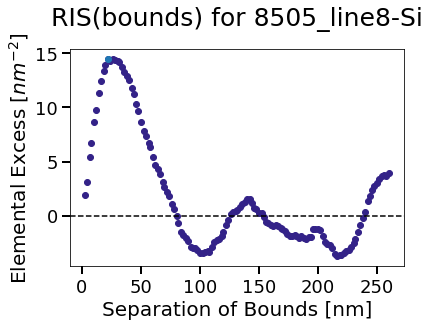 RIS(bounds) for 8505_line8-Si
Elemental Excess [$nm^{-2}$]
15
10
5
0
0 50 100 150 200 250
Separation of Bounds [nm]